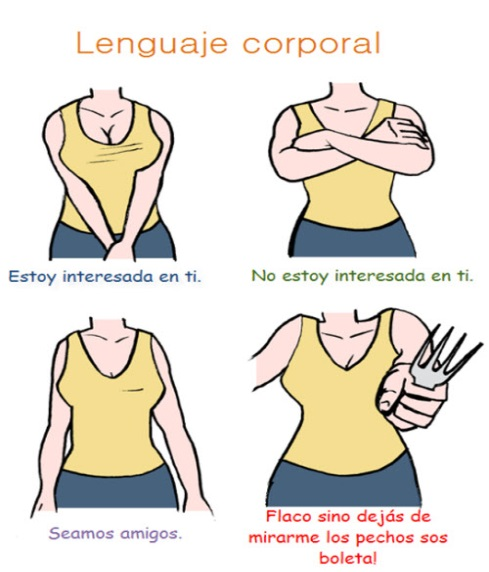 Lenguaje corporal
Estoy interesada en ti.
No estoy interesada en ti.
Seamos amigos.
Flaco sino dejás de
mirarme los pechos sos
boleta!